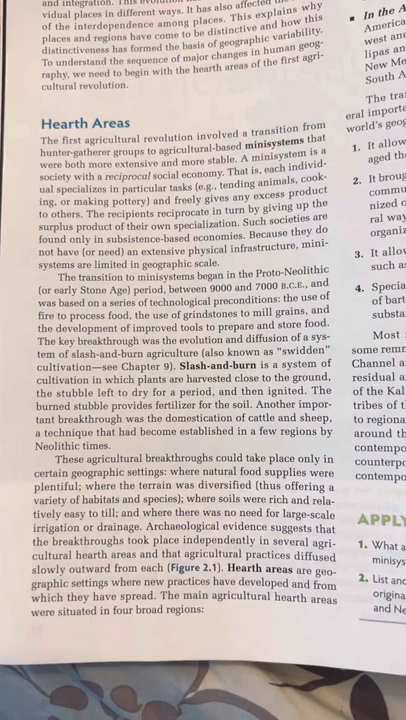 and integration. This
vidual places in different ways. It has also affected
of the interdependence among places. This explains why
places and regions have come to be distinctive and how this
distinctiveness has formed the basis of geographic variability.
To understand the sequence of major changes in human geog-
raphy, we need to begin with the hearth areas of the first agri-
cultural revolution.
Hearth Areas
The first agricultural revolution involved a transition from
hunter-gatherer groups to agricultural-based minisystems that
were both more extensive and more stable. A minisystem is a
society with a reciprocal social economy. That is, each individ-
ual specializes in particular tasks (e.g., tending animals, cook-
ing, or making pottery) and freely gives any excess product
to others. The recipients reciprocate in turn by giving up the
surplus product of their own specialization. Such societies are
found only in subsistence-based economies. Because they do
not have (or need) an extensive physical infrastructure, mini-
systems are limited in geographic scale.
The transition to minisystems began in the Proto-Neolithic
(or early Stone Age) period, between 9000 and 7000 B.C.E., and
was based on a series of technological preconditions: the use of
fire to process food, the use of grindstones to mill grains, and
the development of improved tools to prepare and store food.
The key breakthrough was the evolution and diffusion of a sys-
tem of slash-and-burn agriculture (also known as “swidden”
cultivation—see Chapter 9). Slash-and-burn is a system of
cultivation in which plants are harvested close to the ground,
the stubble left to dry for a period, and then ignited. The
burned stubble provides fertilizer for the soil. Another impor-
tant breakthrough was the domestication of cattle and sheep,
a technique that had become established in a few regions by
Neolithic times.
These agricultural breakthroughs could take place only in
certain geographic settings: where natural food supplies were
plentiful; where the terrain was diversified (thus offering a
variety of habitats and species); where soils were rich and rela-
tively easy to till; and where there was no need for large-scale
irrigation or drainage. Archaeological evidence suggests that
the breakthroughs took place independently in several agri-
cultural hearth areas and that agricultural practices diffused
slowly outward from each (Figure 2.1). Hearth areas are geo-
graphic settings where new practices have developed and from
which they have spread. The main agricultural hearth areas
were situated in four broad regions:
▪ In the A
America
west and
lipas an
New Me
South A
The tra
eral importa
world's geog
1. It allow
aged the
2. It broug
commu
nized o
ral way
organiz
3. It allov
such as
4. Specia
of bart
substa
Most
some remr
Channel a
residual a
of the Kal
tribes of t
to regiona
around th
contempo
counterpo
contempo
APPLY
1. What a
minisys
2. List and
origina
and Ne